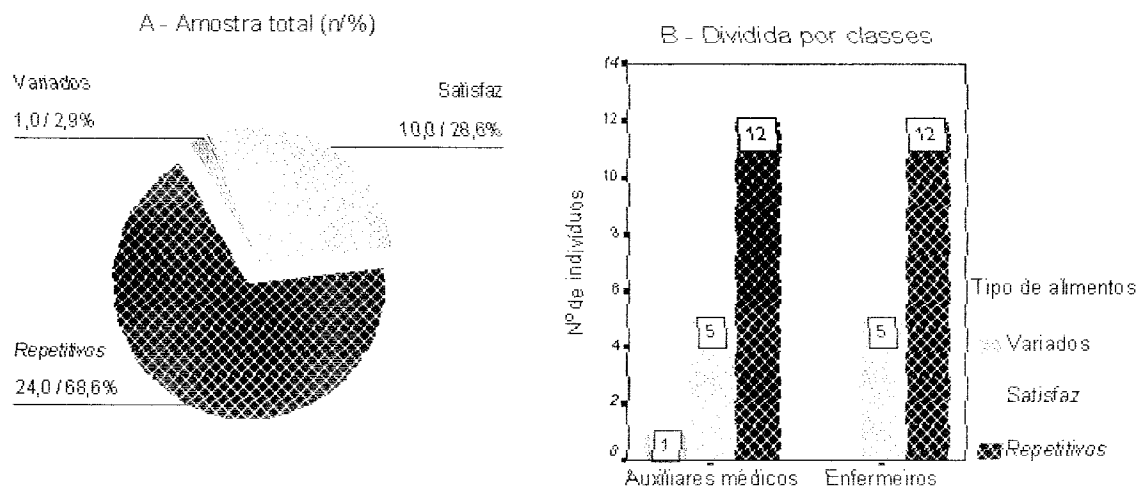 A - Amostra total (n/%)
Variados
1,0 / 2,9%
Satisfaz
10,0 / 28,6%
Repetitivos
24,0 / 68,6%
B - Dividida por classes
Nº de indivíduos
14
12
10
8
6
4
2
0
1
5
12
5
12
Auxiliares médicos
Enfermeiros
Tipo de alimentos
Variados
Satisfaz
Repetitivos